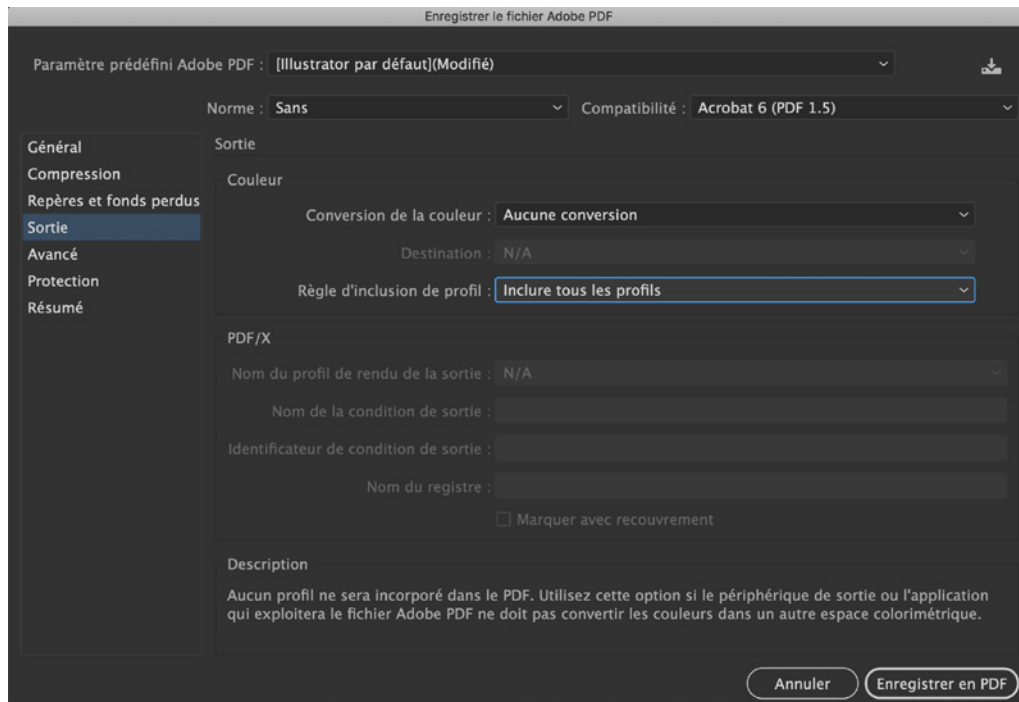 Enregistrer le fichier Adobe PDF
Paramètre prédéfini Adobe PDF : [Illustrator par défaut](Modifié)
Norme : Sans Compatibilité : Acrobat 6 (PDF 1.5)
Général
Compression
Repères et fonds perdus
Sortie
Avancé
Protection
Résumé
Sortie
Couleur
Conversion de la couleur : Aucune conversion
Destination : N/A
Règle d'inclusion de profil : Inclure tous les profils
PDF/X
Nom du profil de rendu de la sortie : N/A
Nom de la condition de sortie :
Identificateur de condition de sortie :
Nom du registre :
Marquer avec recouvrement
Description
Aucun profil ne sera incorporé dans le PDF. Utilisez cette option si le périphérique de sortie ou l'application
qui exploitera le fichier Adobe PDF ne doit pas convertir les couleurs dans un autre espace colorimétrique.
Annuler Enregistrer en PDF